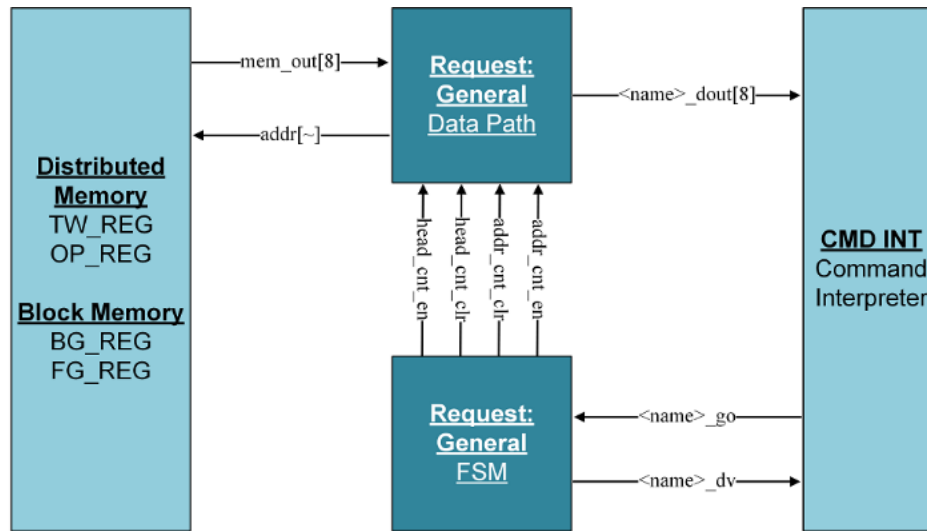 mem_out[8]
addr[~]
Distributed
Memory
TW_REG
OP_REG
Block Memory
BG_REG
FG_REG
Request:
General
Data Path
<name>_dout[8]
head_cnt_en
head_cnt_clr
addr_cnt_clr
addr_cnt_en
Request:
General
FSM
<name>_go
<name>_dv
CMD INT
Command
Interpreter